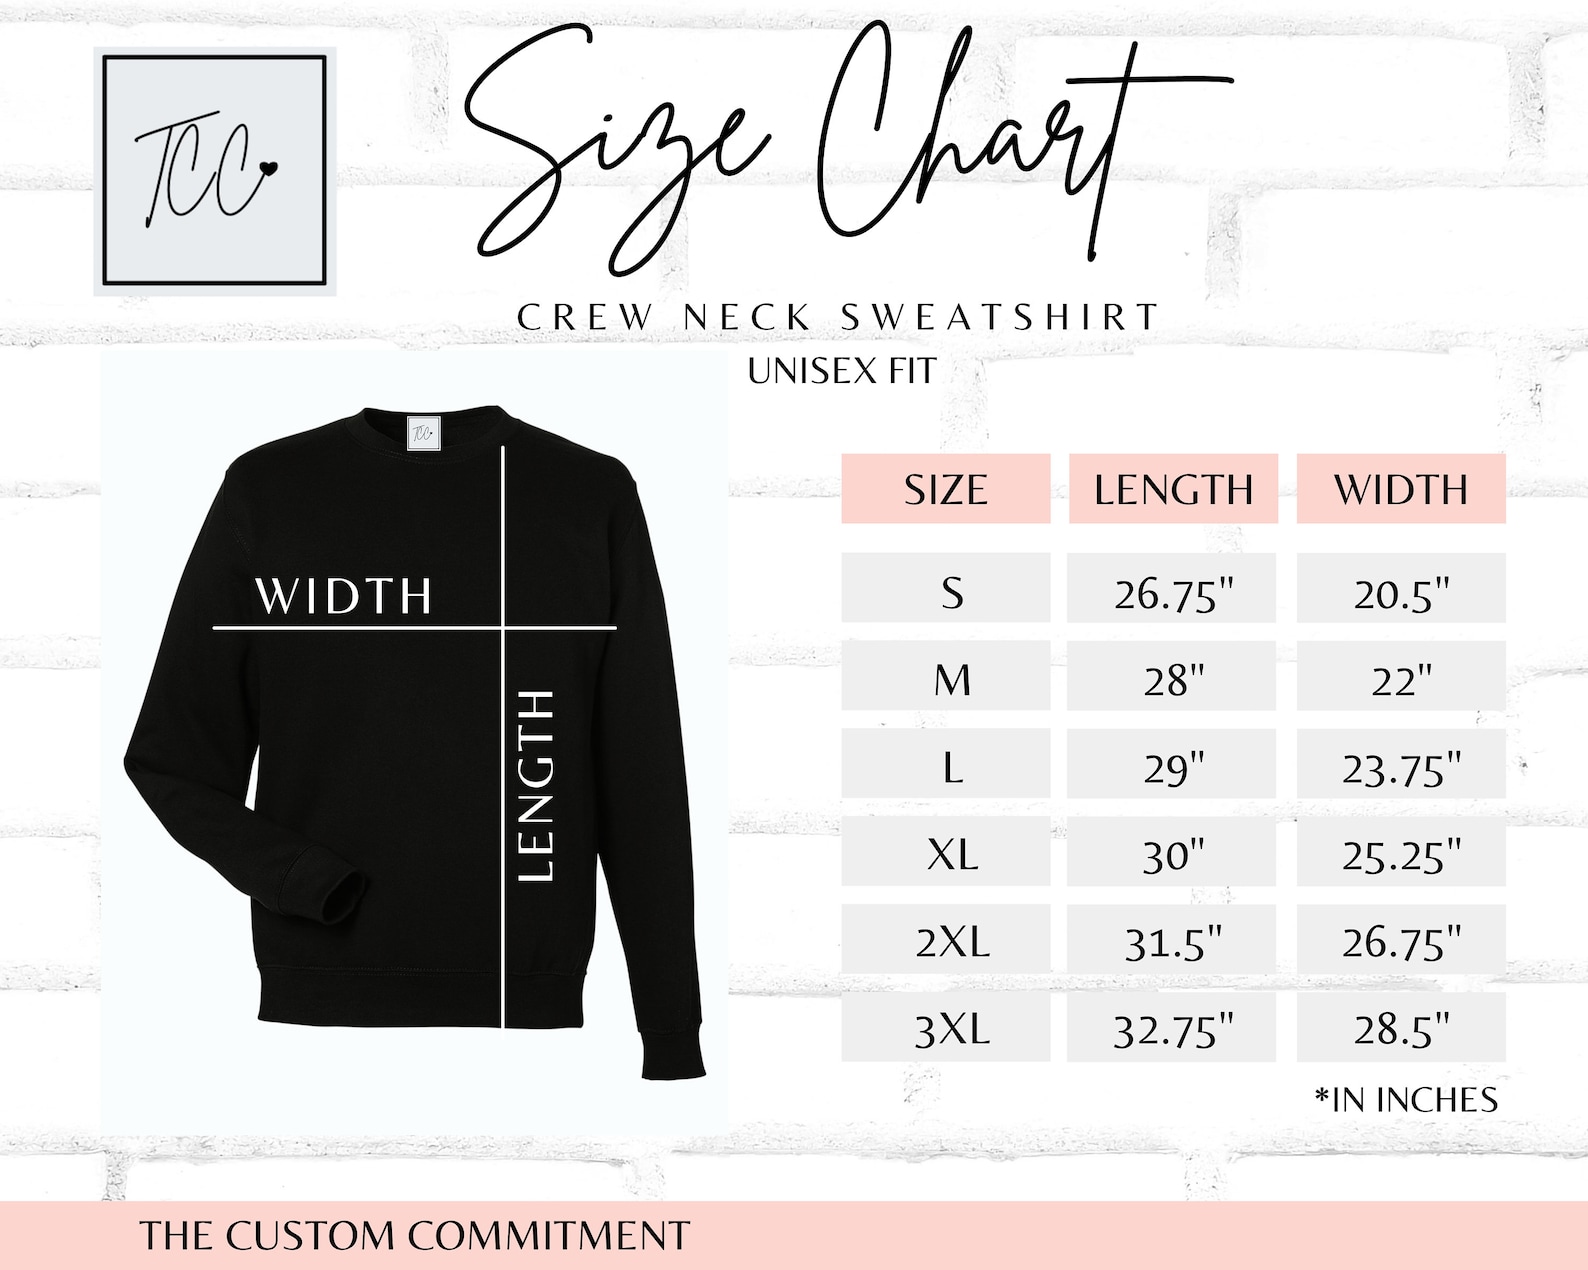 TCC
Size Chart
CREW NECK SWEATSHIRT
UNISEX FIT
TCC
WIDTH
LENGTH
SIZE LENGTH WIDTH
S 26.75" 20.5"
M 28" 22"
L 29" 23.75"
XL 30" 25.25"
2XL 31.5" 26.75"
3XL 32.75" 28.5"
*IN INCHES
THE CUSTOM COMMITMENT